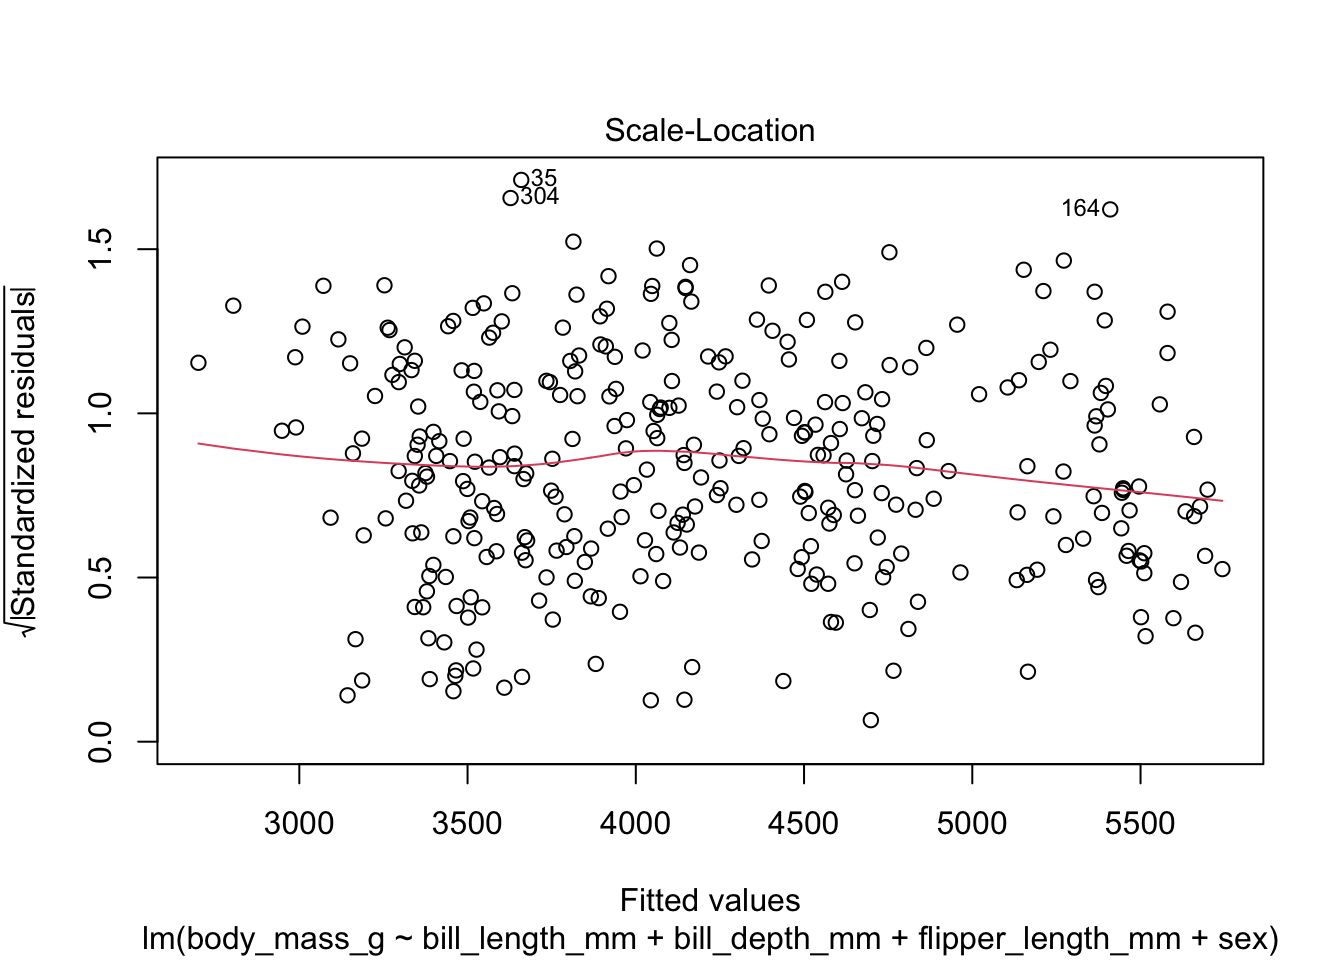 Scale-Location
35
304
164
√|Standardized residuals|
1.5
1.0
0.5
0.0
3000 3500 4000 4500 5000 5500
Fitted values
lm(body_mass_g ~ bill_length_mm + bill_depth_mm + flipper_length_mm + sex)